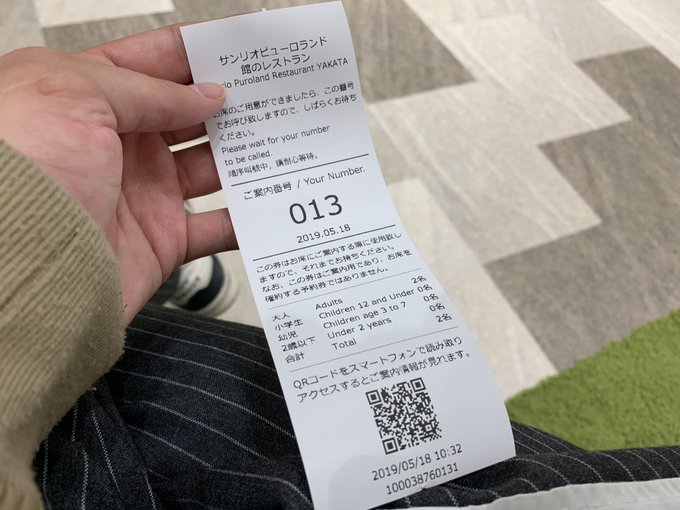 サンリオピューロランド
館のレストラン
io Puroland Restaurant YAKATA
お席のご用意ができましたら、この番号
でお呼び致しますので、しばらくお待ち
ください。
Please wait for your number
to be called.
順序叫號中，請耐心等待。
ご案内番号 / Your Number.
013
2019.05.18
この券はお席にご案内する際に使用致し
ますので、それまでお持ちください。
なお、この券はご案内用であり、お席を
確約する予約券ではありません。
大人 Adults 2名
小学生 Children 12 and Under 0名
幼児 Children age 3 to 7 0名
2歳以下 Under 2 years 0名
合計 Total 2名
QRコードをスマートフォンで読み取り
アクセスするとご案内情報が見れます。
2019/05/18 10:32
100038760131